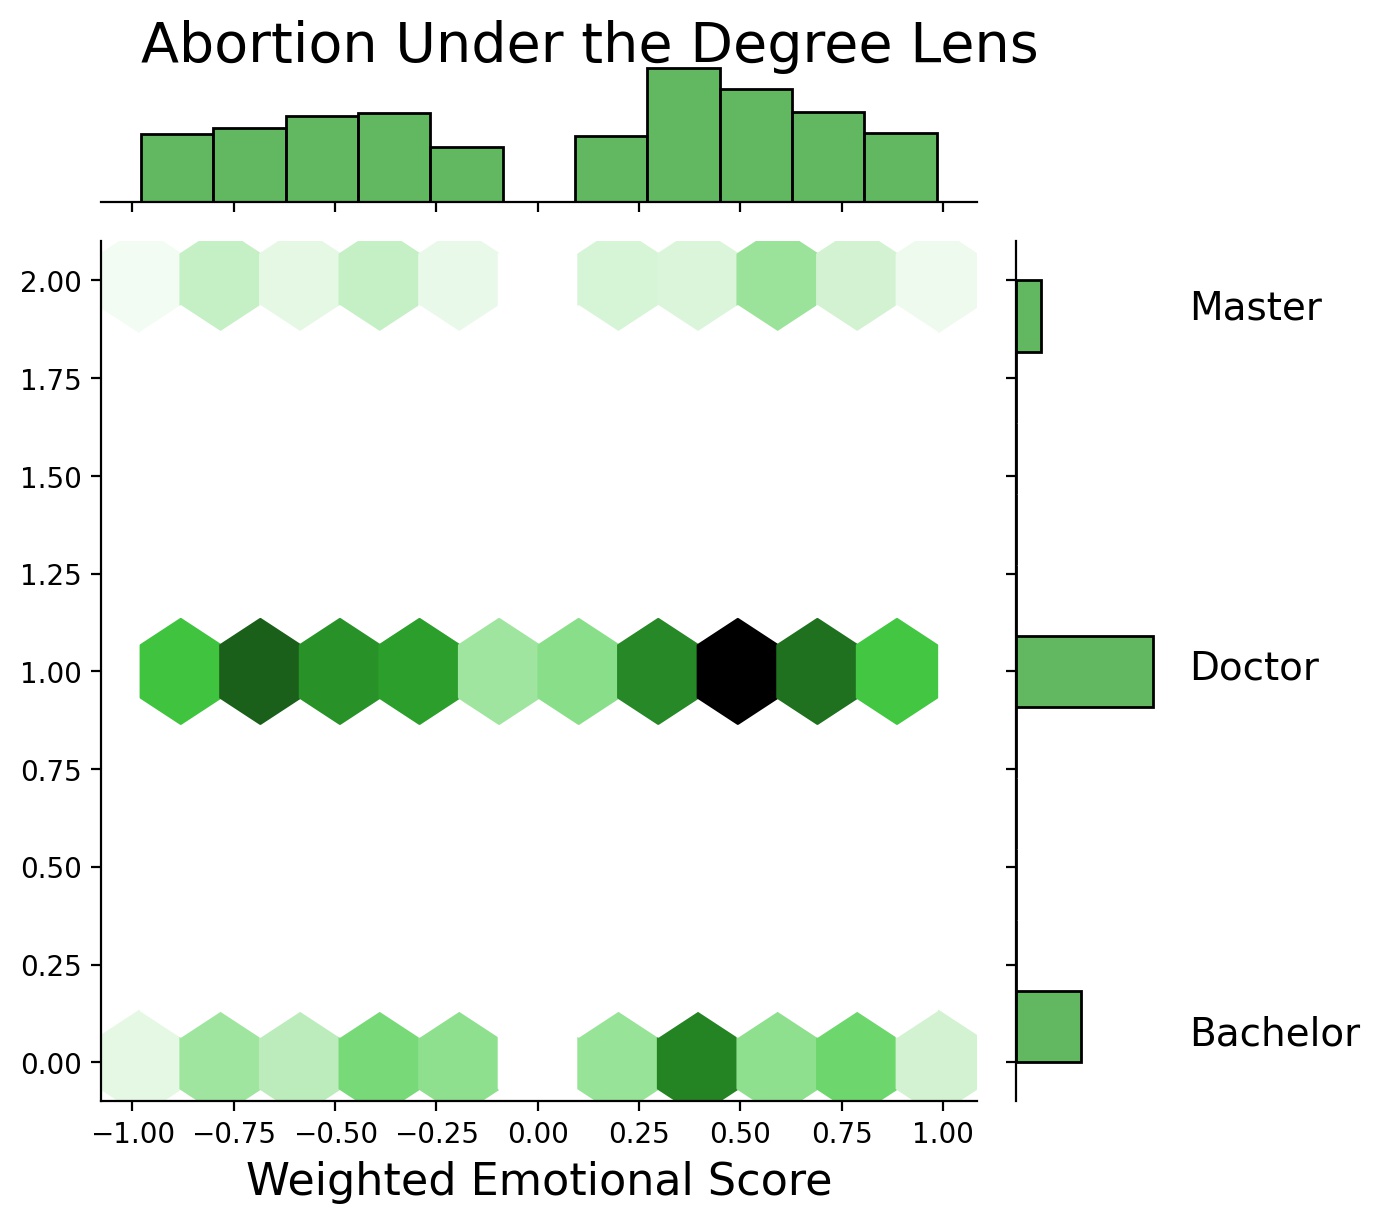 Abortion Under the Degree Lens
2.00
Master
1.75
1.50
1.25
1.00
Doctor
0.75
0.50
0.25
Bachelor
0.00
−1.00 −0.75 −0.50 −0.25 0.00 0.25 0.50 0.75 1.00
Weighted Emotional Score